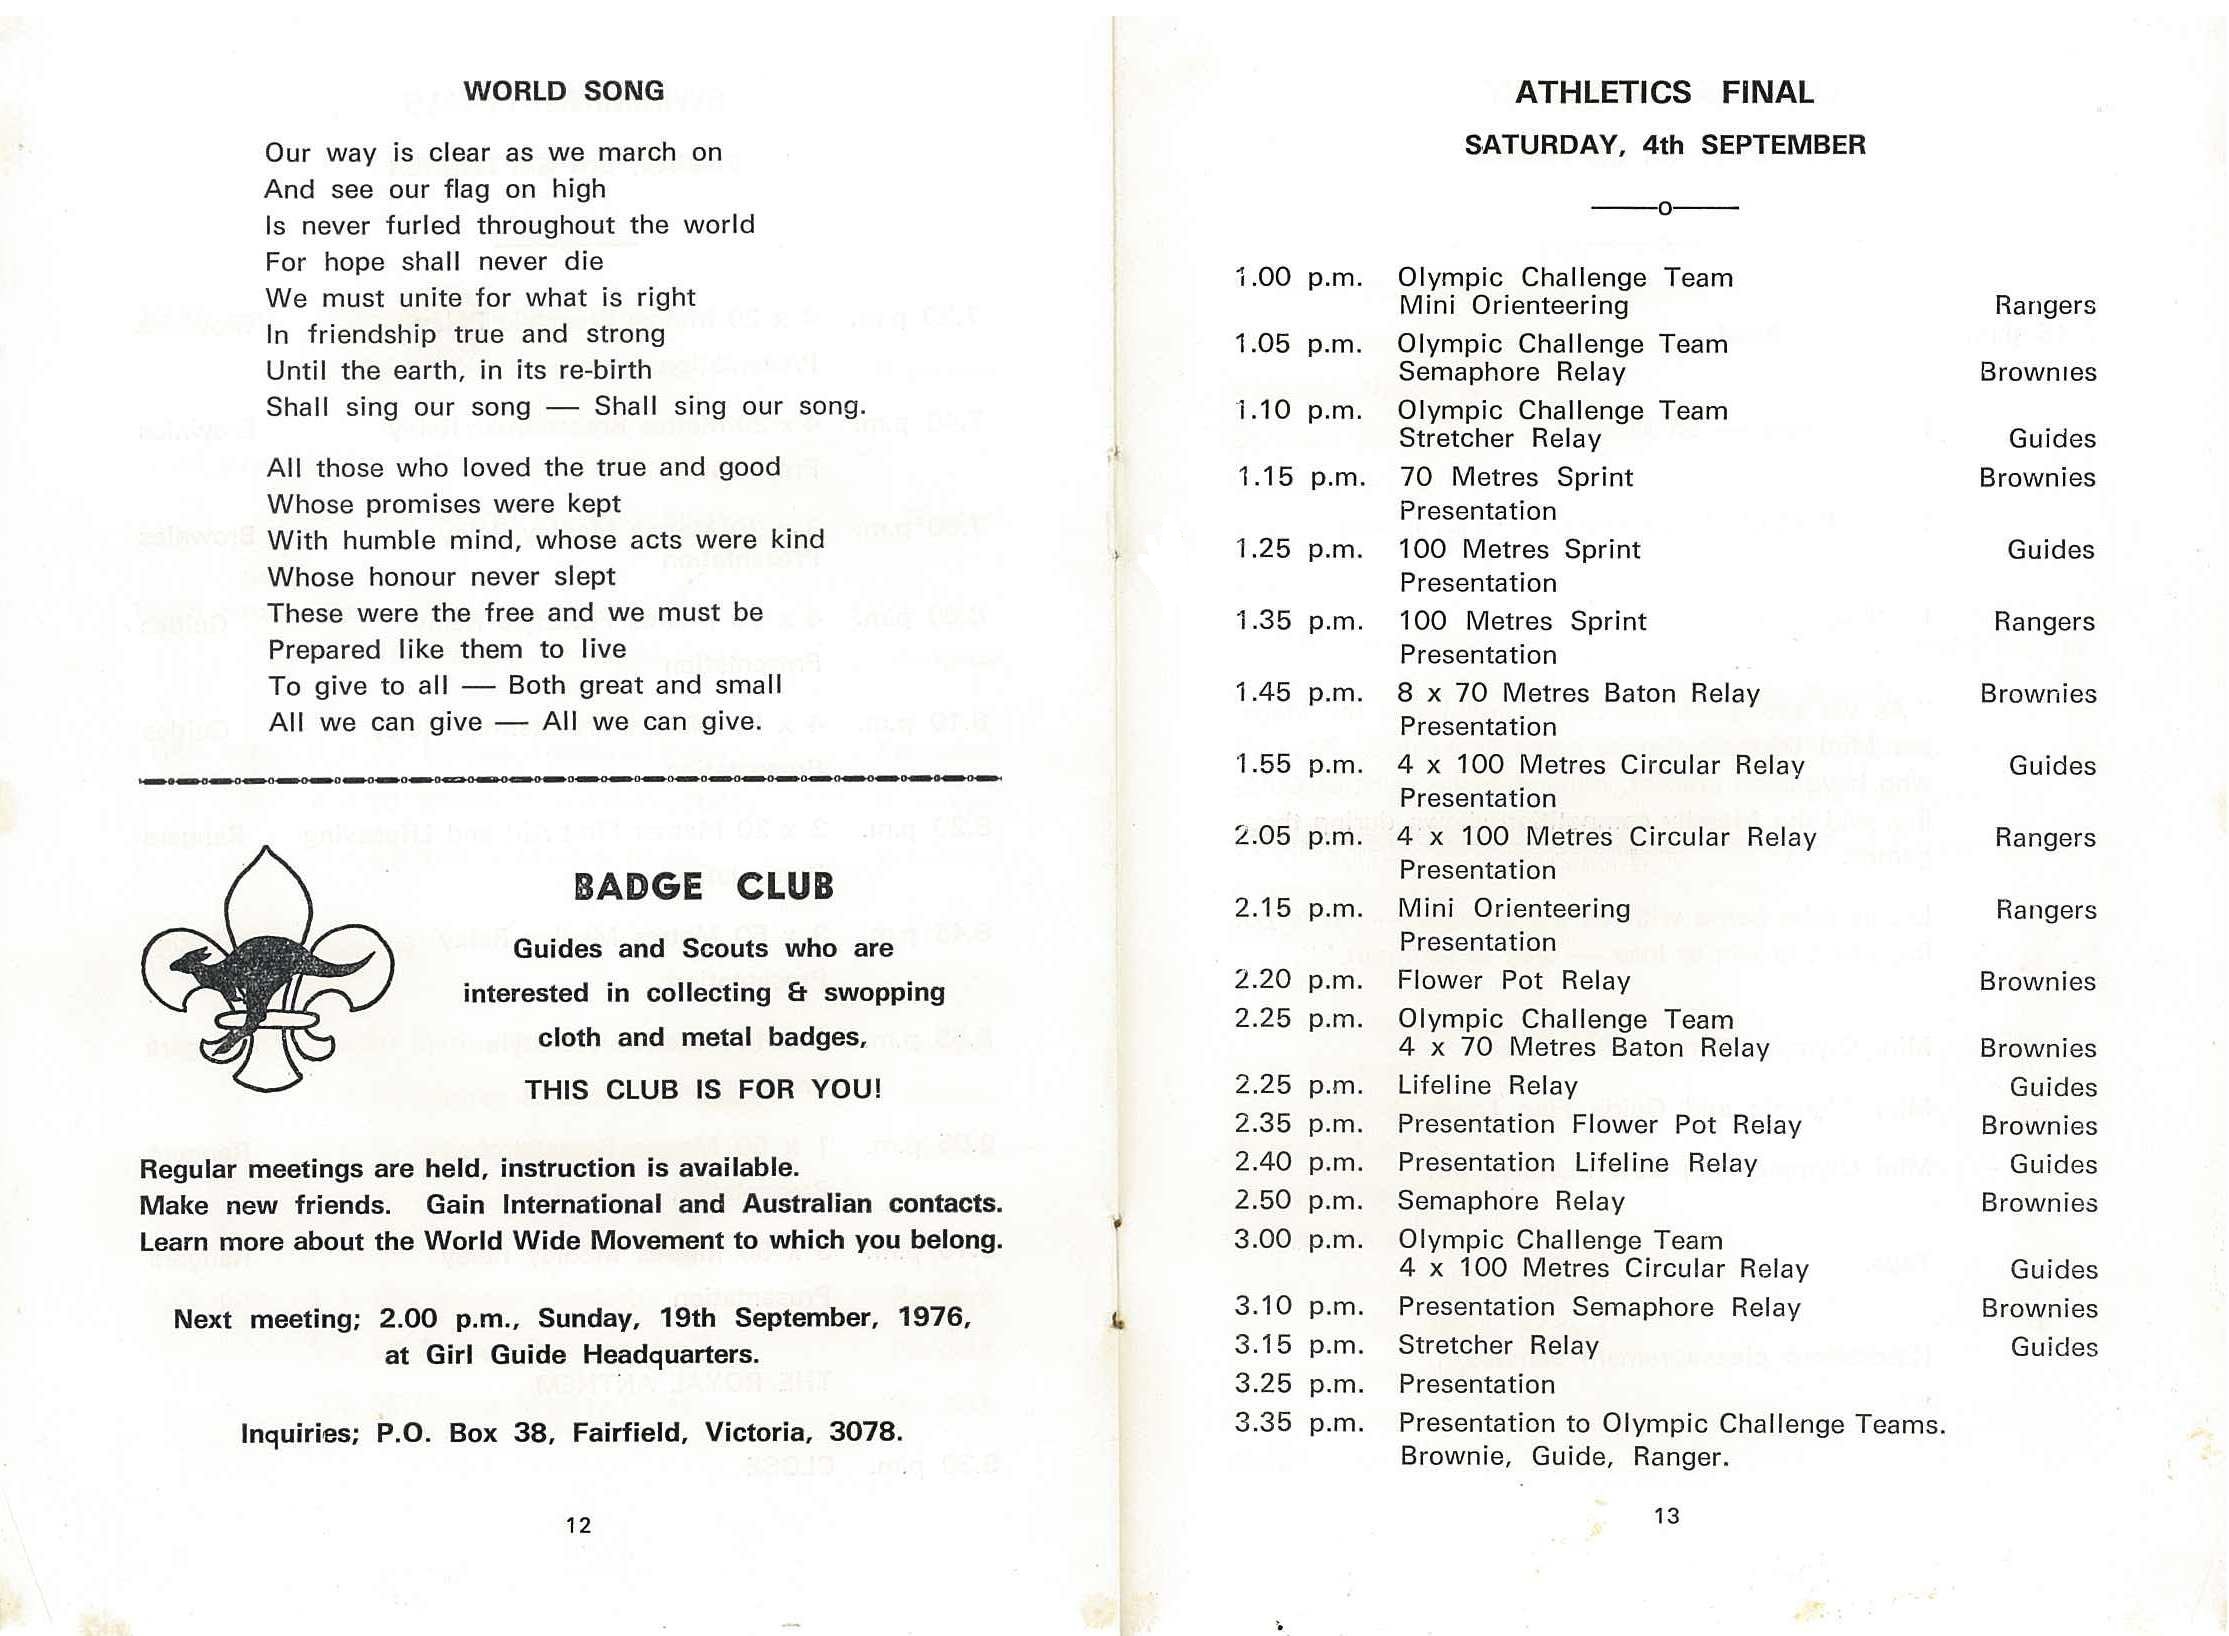 WORLD SONG
Our way is clear as we march on
And see our flag on high
Is never furled throughout the world
For hope shall never die
We must unite for what is right
In friendship true and strong
Until the earth, in its re-birth
Shall sing our song — Shall sing our song.
All those who loved the true and good
Whose promises were kept
With humble mind, whose acts were kind
Whose honour never slept
These were the free and we must be
Prepared like them to live
To give to all — Both great and small
All we can give — All we can give.
BADGE CLUB
Guides and Scouts who are
interested in collecting & swopping
cloth and metal badges,
THIS CLUB IS FOR YOU!
Regular meetings are held, instruction is available.
Make new friends. Gain International and Australian contacts.
Learn more about the World Wide Movement to which you belong.
Next meeting; 2.00 p.m., Sunday, 19th September, 1976,
at Girl Guide Headquarters.
Inquiries; P.O. Box 38, Fairfield, Victoria, 3078.
12
ATHLETICS FINAL
SATURDAY, 4th SEPTEMBER
1.00 p.m. Olympic Challenge Team
Mini Orienteering Rangers
1.05 p.m. Olympic Challenge Team
Semaphore Relay Brownies
1.10 p.m. Olympic Challenge Team
Stretcher Relay Guides
1.15 p.m. 70 Metres Sprint Brownies
Presentation
1.25 p.m. 100 Metres Sprint Guides
Presentation
1.35 p.m. 100 Metres Sprint Rangers
Presentation
1.45 p.m. 8 x 70 Metres Baton Relay Brownies
Presentation
1.55 p.m. 4 x 100 Metres Circular Relay Guides
Presentation
2.05 p.m. 4 x 100 Metres Circular Relay Rangers
Presentation
2.15 p.m. Mini Orienteering Rangers
Presentation
2.20 p.m. Flower Pot Relay Brownies
2.25 p.m. Olympic Challenge Team
4 x 70 Metres Baton Relay Brownies
2.25 p.m. Lifeline Relay Guides
2.35 p.m. Presentation Flower Pot Relay Brownies
2.40 p.m. Presentation Lifeline Relay Guides
2.50 p.m. Semaphore Relay Brownies
3.00 p.m. Olympic Challenge Team
4 x 100 Metres Circular Relay Guides
3.10 p.m. Presentation Semaphore Relay Brownies
3.15 p.m. Stretcher Relay Guides
3.25 p.m. Presentation
3.35 p.m. Presentation to Olympic Challenge Teams.
Brownie, Guide, Ranger.
13